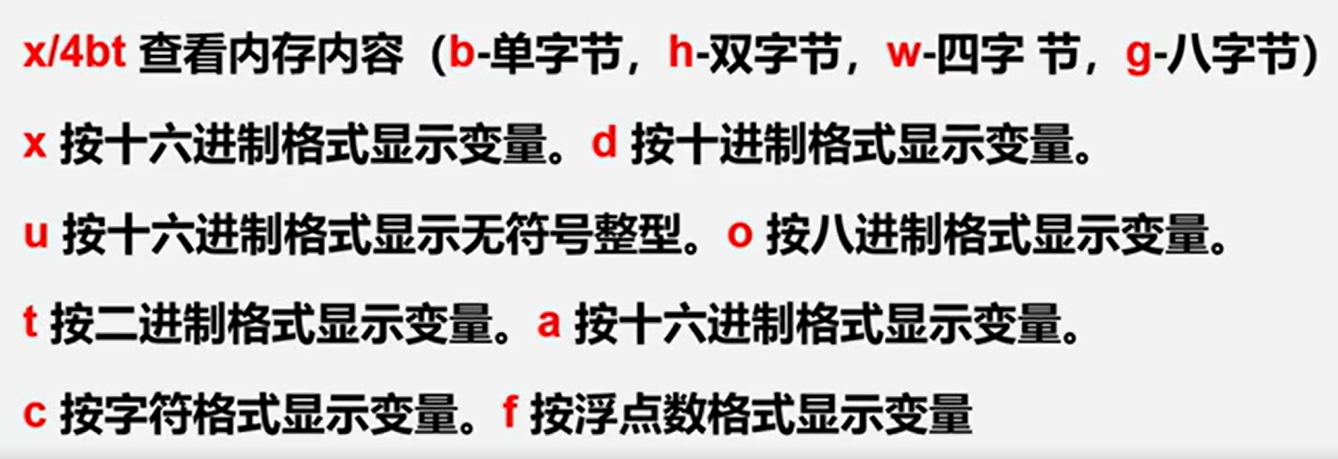 x/4bt 查看内存内容（b-单字节，h-双字节，w-四字 节，g-八字节）
x 按十六进制格式显示变量。d 按十进制格式显示变量。
u 按十六进制格式显示无符号整型。o 按八进制格式显示变量。
t 按二进制格式显示变量。a 按十六进制格式显示变量。
c 按字符格式显示变量。f 按浮点数格式显示变量